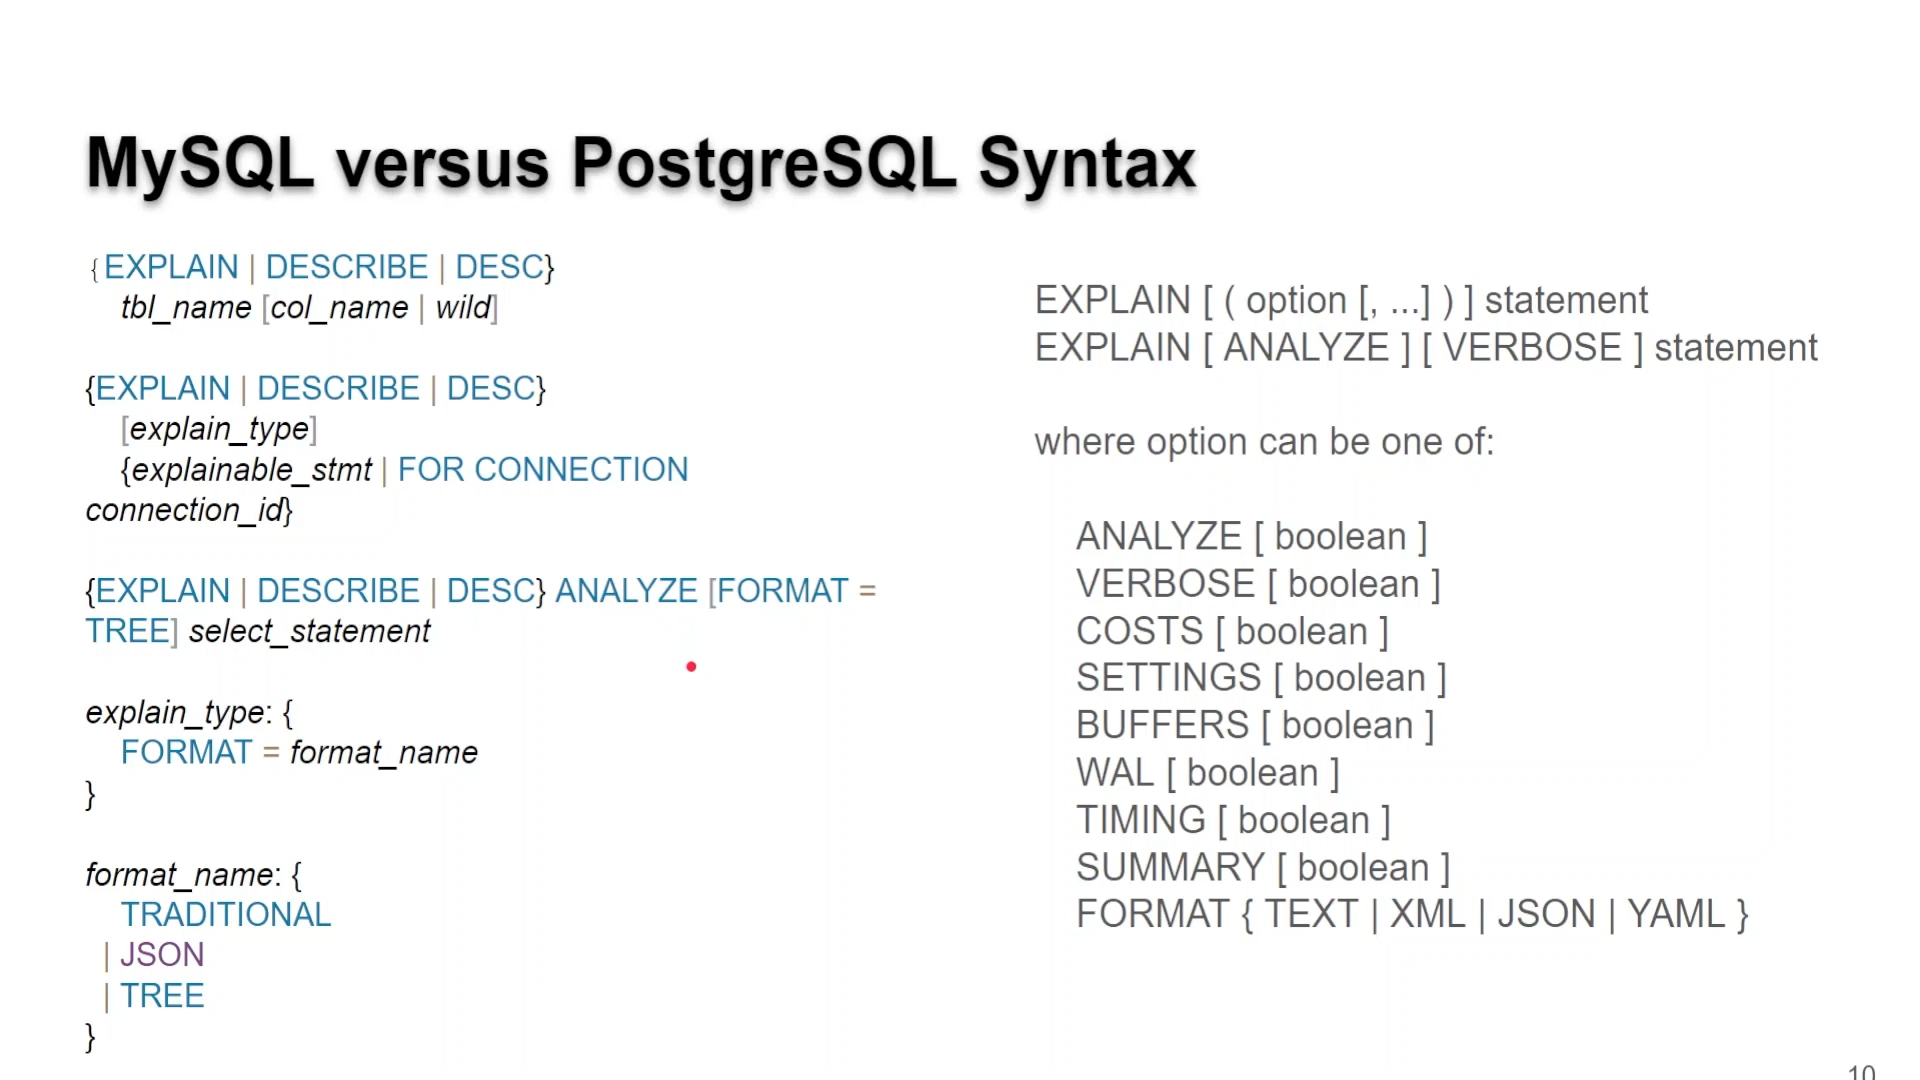 MySQL versus PostgreSQL Syntax
{EXPLAIN | DESCRIBE | DESC}
tbl_name [col_name | wild]
{EXPLAIN | DESCRIBE | DESC}
[explain_type]
{explainable_stmt | FOR CONNECTION
connection_id}
{EXPLAIN | DESCRIBE | DESC} ANALYZE [FORMAT =
TREE] select_statement
explain_type: {
FORMAT = format_name
}
format_name: {
TRADITIONAL
| JSON
| TREE
}
EXPLAIN [ ( option [, ...] ) ] statement
EXPLAIN [ ANALYZE ] [ VERBOSE ] statement
where option can be one of:
ANALYZE [ boolean ]
VERBOSE [ boolean ]
COSTS [ boolean ]
SETTINGS [ boolean ]
BUFFERS [ boolean ]
WAL [ boolean ]
TIMING [ boolean ]
SUMMARY [ boolean ]
FORMAT { TEXT | XML | JSON | YAML }
10